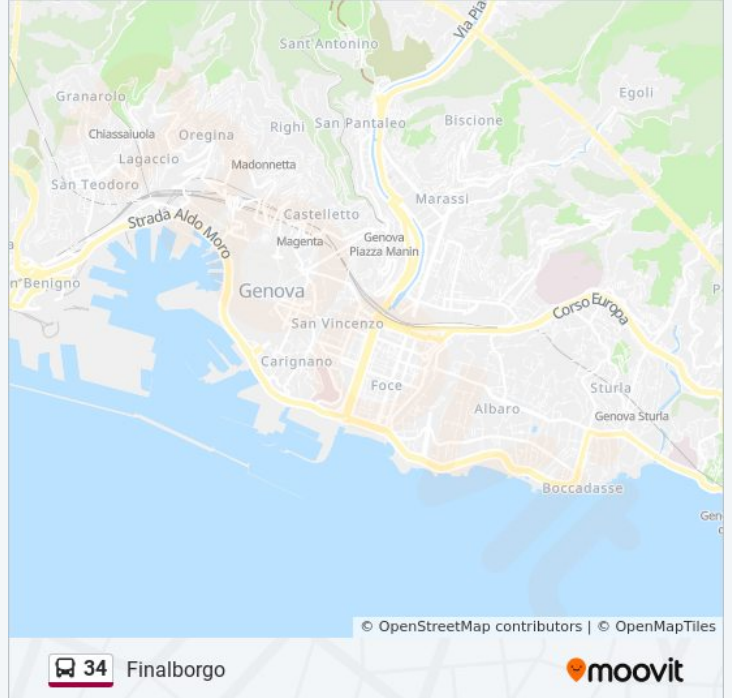 Via Pia
Sant Antonino
Egoli
Granarolo
Righi
San Pantaleo
Biscione
Chiassaiuola
Oregina
Lagaccio
Madonnetta
San Teodoro
Marassi
Castelletto
Strada Aldo Moro
Magenta
Genova
Piazza Manin
a
n Benigno
P
Genova
Corso Europa
San Vincenzo
Carignano
Foce
Sturla
Albaro
Genova Sturla
Boccadasse
Gen
© OpenStreetMap contributors | © OpenMapTiles
34 Finalborgo
moovit